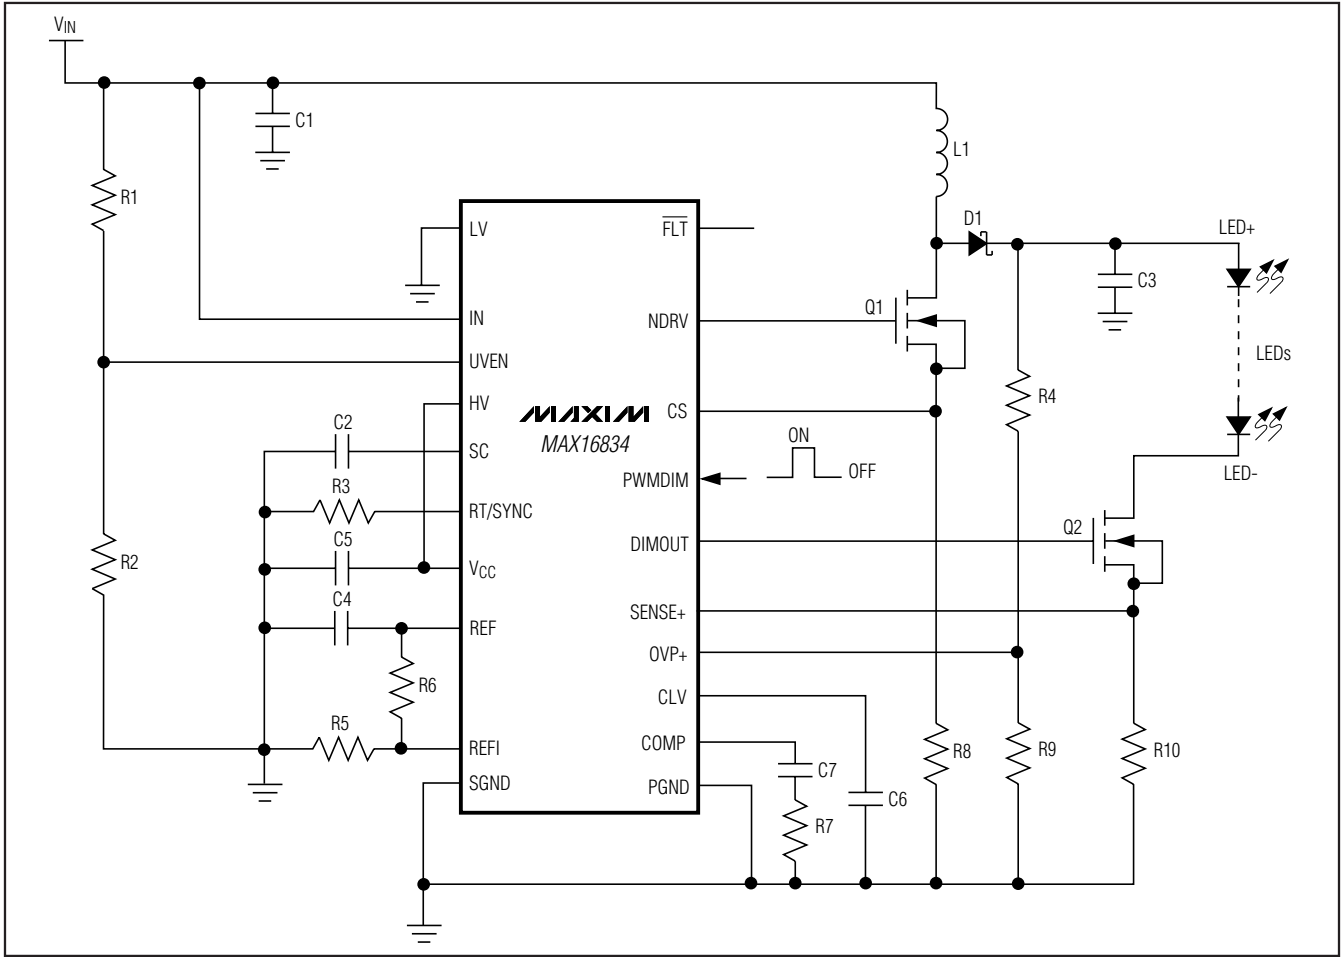 VIN
C1
R1
L1
LV
FLT
D1
LED+
C3
IN
NDRV
Q1
LEDs
UVEN
HV
MAXIM
MAX16834
CS
R4
C2
SC
ON
OFF
PWMDIM
LED-
R3
RT/SYNC
Q2
C5
VCC
DIMOUT
R2
C4
REF
SENSE+
OVP+
R6
CLV
R5
REFI
COMP
R8
R9
R10
C7
SGND
PGND
C6
R7